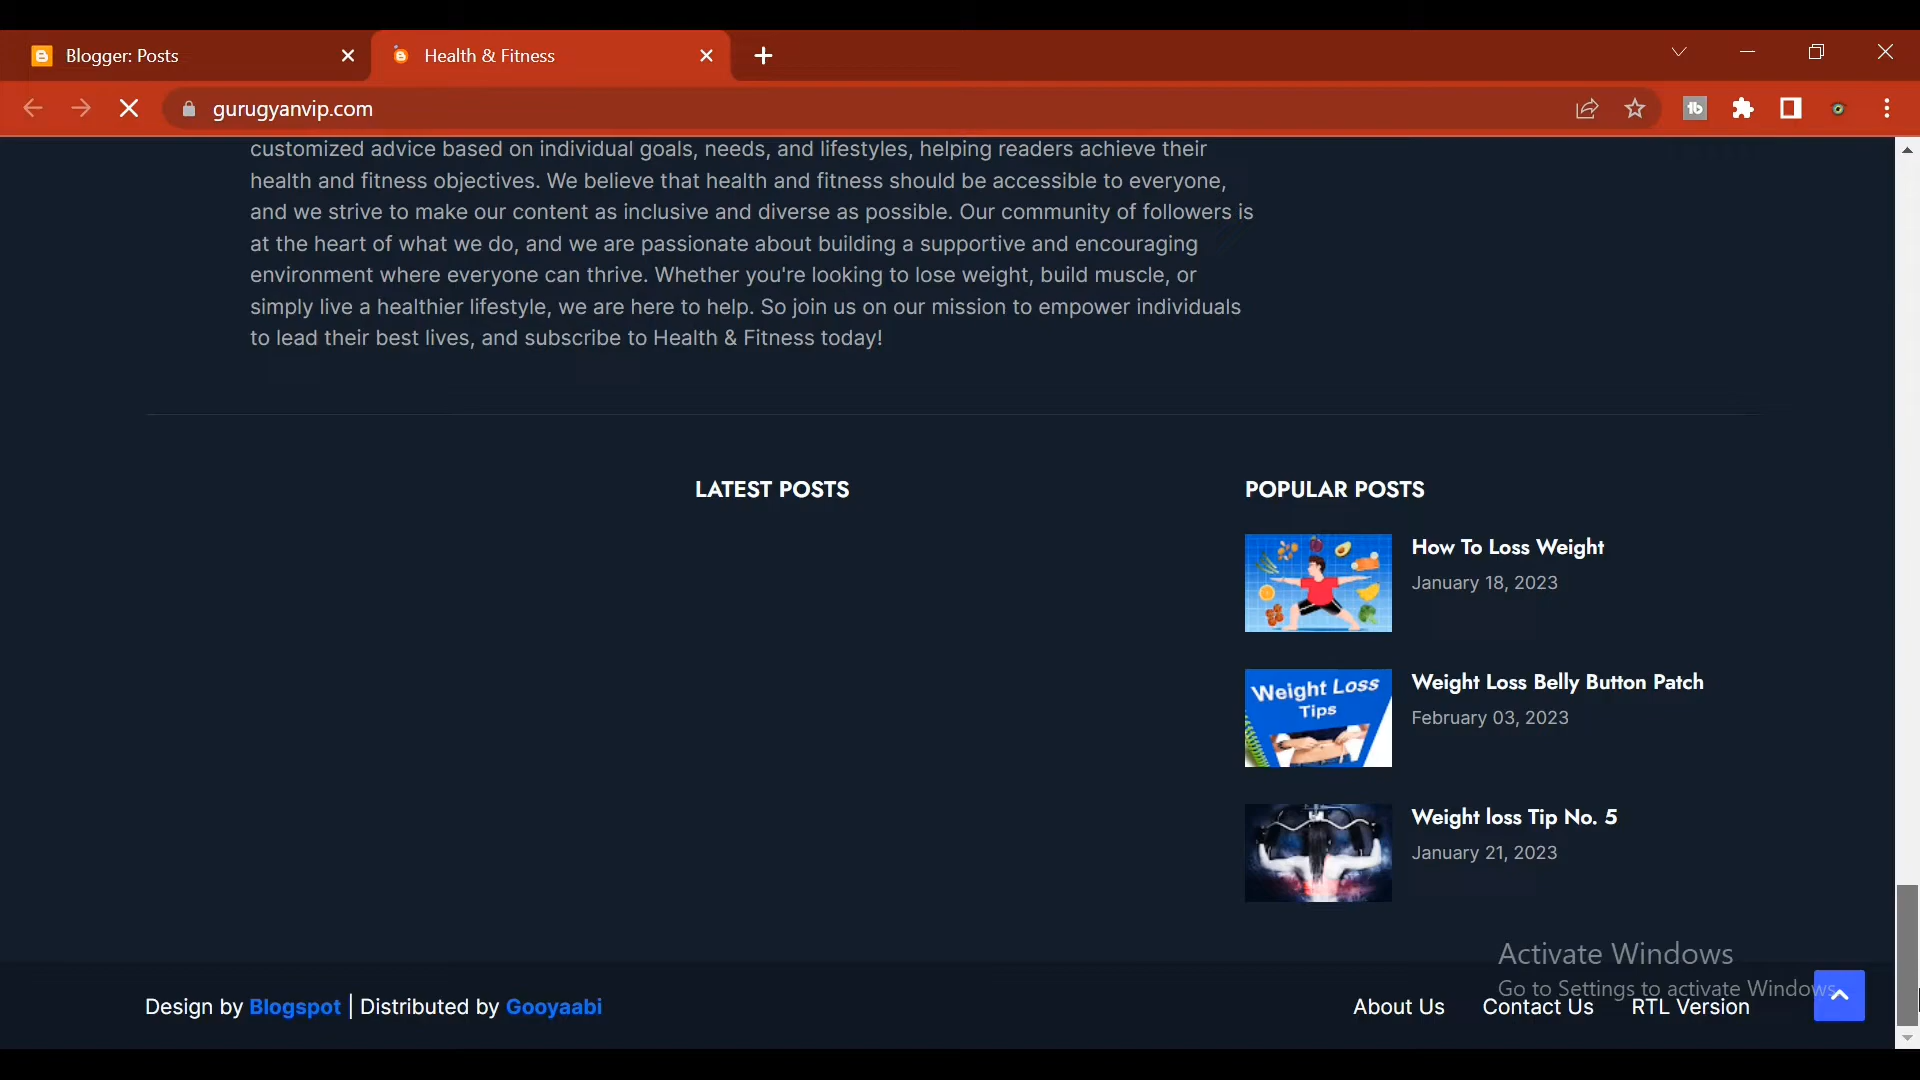 Blogger: Posts
Health & Fitness
gurugyanvip.com
customized advice based on individual goals, needs, and lifestyles, helping readers achieve their
health and fitness objectives. We believe that health and fitness should be accessible to everyone,
and we strive to make our content as inclusive and diverse as possible. Our community of followers is
at the heart of what we do, and we are passionate about building a supportive and encouraging
environment where everyone can thrive. Whether you're looking to lose weight, build muscle, or
simply live a healthier lifestyle, we are here to help. So join us on our mission to empower individuals
to lead their best lives, and subscribe to Health & Fitness today!
LATEST POSTS
POPULAR POSTS
How To Loss Weight
January 18, 2023
Weight Loss
Tips
Weight Loss Belly Button Patch
February 03, 2023
Weight loss Tip No. 5
January 21, 2023
Activate Windows
Go to Settings to activate Windows.
Design by Blogspot | Distributed by Gooyaabi
About Us Contact Us RTL Version